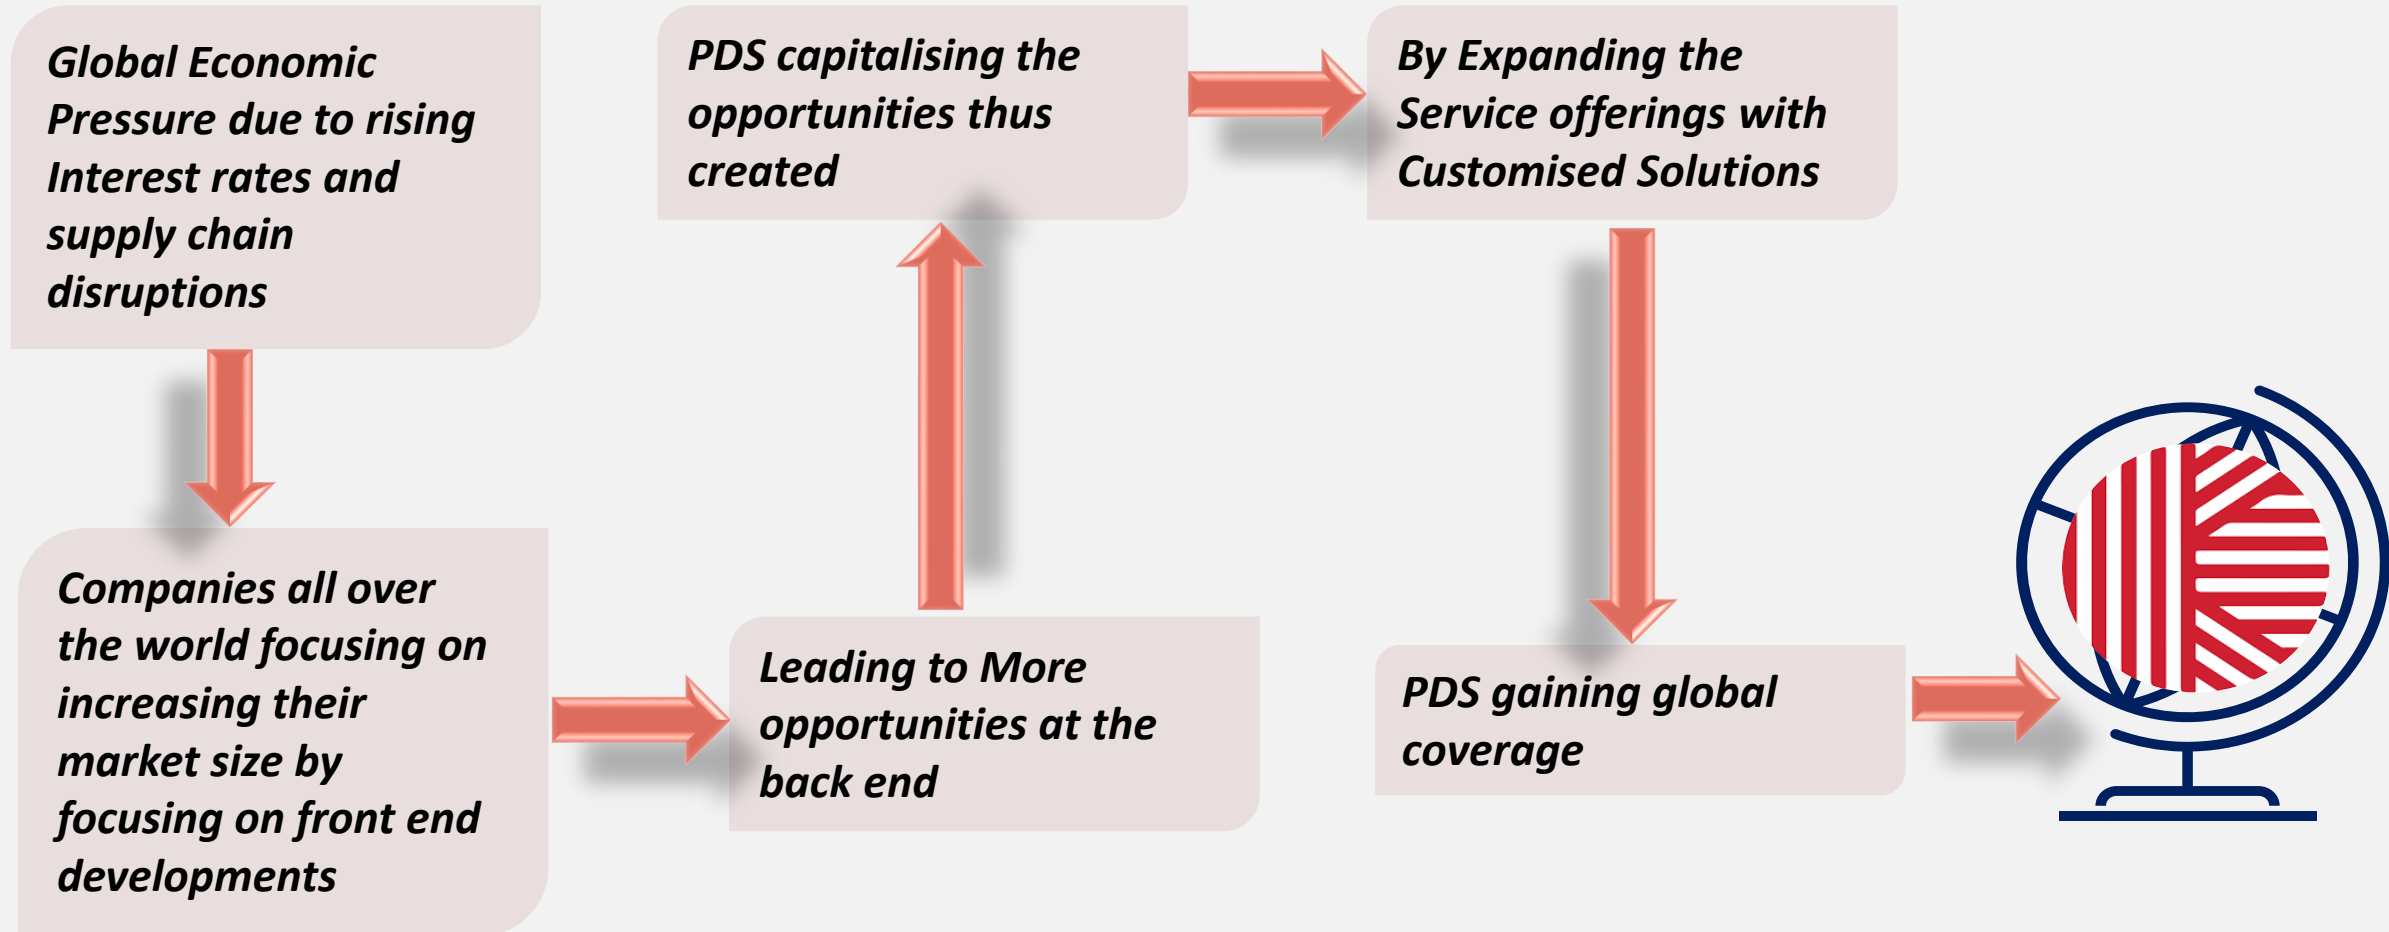 Global Economic
Pressure due to rising
Interest rates and
supply chain
disruptions
Companies all over
the world focusing on
increasing their
market size by
focusing on front end
developments
Leading to More
opportunities at the
back end
PDS capitalising the
opportunities thus
created
By Expanding the
Service offerings with
Customised Solutions
PDS gaining global
coverage